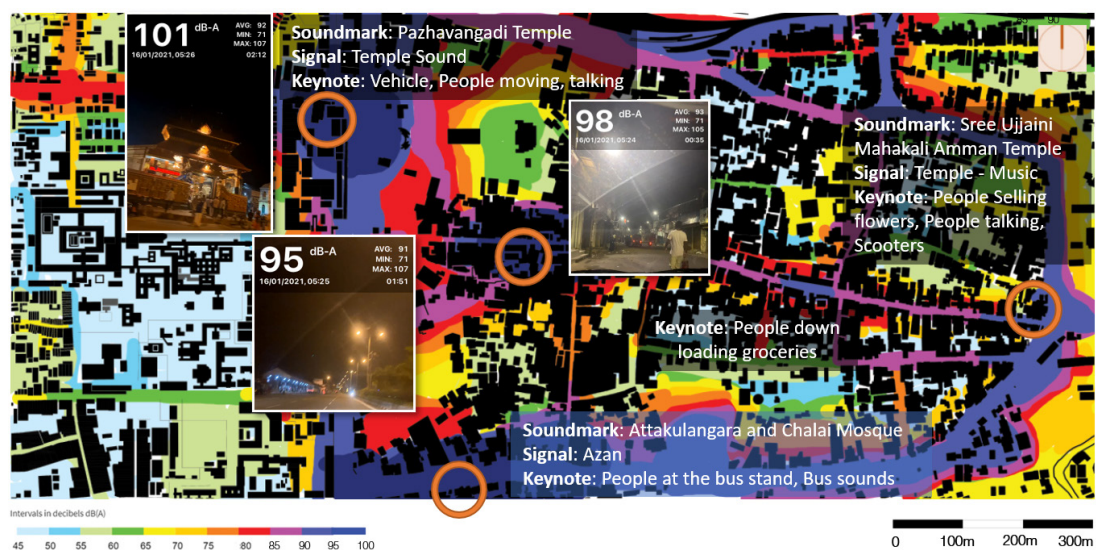 101 dB-A
AVG: 92
MIN: 71
MAX: 107
16/01/2021, 05:26
02:12
Soundmark: Pazhavangadi Temple
Signal: Temple Sound
Keynote: Vehicle, People moving, talking
98 dB-A
AVG: 93
MIN: 71
MAX: 105
16/01/2021, 05:24
00:35
90
Soundmark: Sree Ujjaini
Mahakali Amman Temple
Signal: Temple - Music
Keynote: People Selling
flowers, People talking,
Scooters
95 dB-A
AVG: 91
MIN: 71
MAX: 107
16/01/2021, 05:25
01:51
Keynote: People down
loading groceries
Soundmark: Attakulangara and Chalai Mosque
Signal: Azan
Keynote: People at the bus stand, Bus sounds
Intervals in decibels dB(A)
45 50 55 60 65 70 75 80 85 90 95 100
0 100m 200m 300m